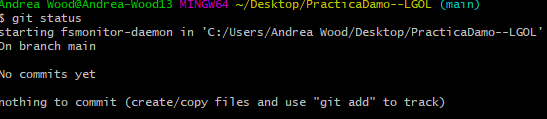 Andrea Wood@Andrea-Wood13 MINGW64 ~/Desktop/PracticaDamo--LGOL (main)
$ git status
starting fsmonitor-daemon in 'C:/Users/Andrea Wood/Desktop/PracticaDamo--LGOL'
On branch main
No commits yet
nothing to commit (create/copy files and use "git add" to track)